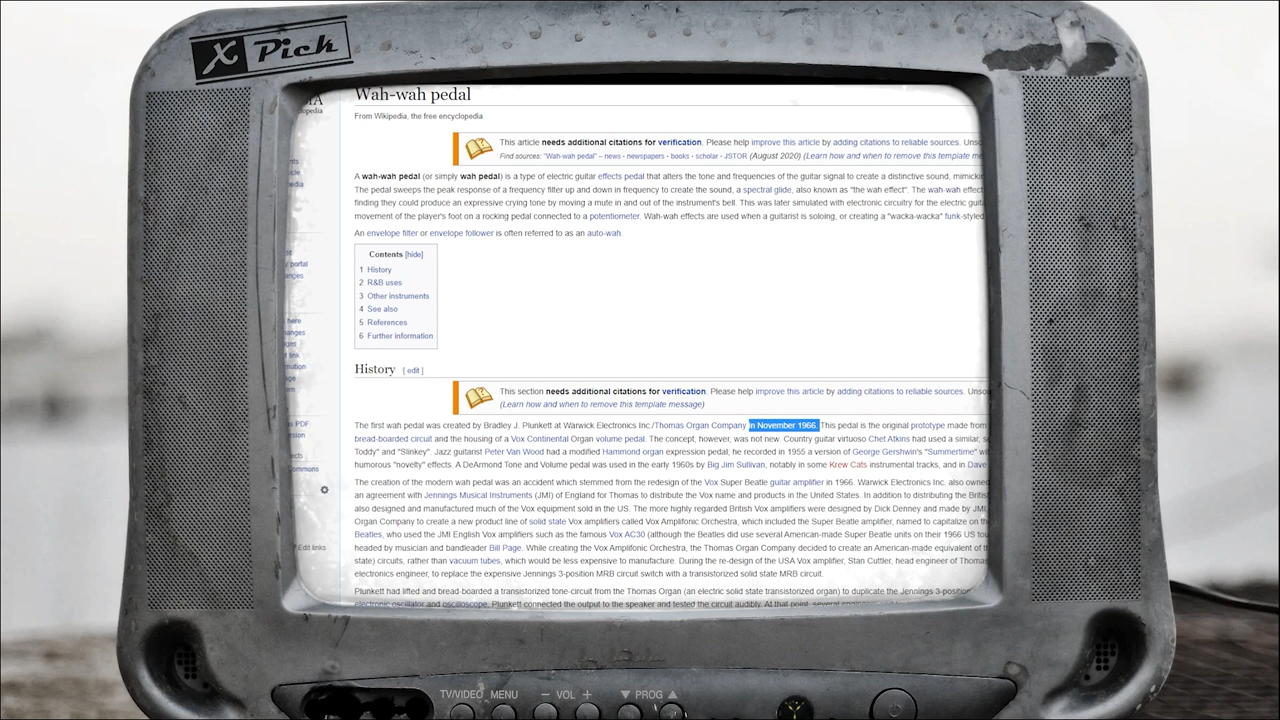 X Pick
Wah-wah pedal
From Wikipedia, the free encyclopedia
This article needs additional citations for verification. Please help improve this article by adding citations to reliable sources.
Find sources: "Wah-wah pedal" – news · newspapers · books · scholar · JSTOR (August 2020) (Learn how and when to remove this template
A wah-wah pedal (or simply wah pedal) is a type of electric guitar effects pedal that alters the tone and frequencies of the guitar signal to create a distinctive sound,
The pedal sweeps the peak response of a frequency filter up and down in frequency to create the sound, a spectral glide, also known as "the wah effect". The wah-wah effect
finding they could produce an expressive crying tone by moving a mute in and out of the instrument's bell. This was later simulated with electronic circuitry for the electric
movement of the player's foot on a rocking pedal connected to a potentiometer. Wah-wah effects are used when a guitarist is soloing, or creating a "wacka-wacka" funk-styled
An envelope filter or envelope follower is often referred to as an auto-wah.
Contents [hide]
1 History
2 R&B uses
3 Other instruments
4 See also
5 References
6 Further information
History [ edit ]
This section needs additional citations for verification. Please help improve this article by adding citations to reliable sources.
(Learn how and when to remove this template message)
The first wah pedal was created by Bradley J. Plunkett at Warwick Electronics Inc./Thomas Organ Company in November 1966. This pedal is the original prototype made from
bread-boarded circuit and the housing of a Vox Continental Organ volume pedal. The concept, however, was not new. Country guitar virtuoso Chet Atkins had used a similar,
Toddy" and "Slinkey". Jazz guitarist Peter Van Wood had a modified Hammond organ expression pedal; he recorded in 1955 a version of George Gershwin's "Summertime"
humorous "novelty" effects. A DeArmond Tone and Volume pedal was used in the early 1960s by Big Jim Sullivan, notably in some Krew Cats instrumental tracks, and in Dave
The creation of the modern wah pedal was an accident which stemmed from the redesign of the Vox Super Beatle guitar amplifier in 1966. Warwick Electronics Inc. also owned
an agreement with Jennings Musical Instruments (JMI) of England for Thomas to distribute the Vox name and products in the United States. In addition to distributing the
also designed and manufactured much of the Vox equipment sold in the US. The more highly regarded British Vox amplifiers were designed by Dick Denney and made by JMI,
Organ Company to create a new product line of solid state Vox amplifiers called Vox Amplifonic Orchestra, which included the Super Beatle amplifier, named to capitalize on
Beatles, who used the JMI English Vox amplifiers such as the famous Vox AC30 (although the Beatles did use several American-made Super Beatle units on their 1966 US
headed by musician and bandleader Bill Page. While creating the Vox Amplifonic Orchestra, the Thomas Organ Company decided to create an American-made equivalent of
state) circuits, rather than vacuum tubes, which would be less expensive to manufacture. During the re-design of the USA Vox amplifier, Stan Cuttler, head engineer of Thomas
electronics engineer, to replace the expensive Jennings 3-position MRB circuit switch with a transistorized solid state MRB circuit.
Plunkett had lifted and bread-boarded a transistorized tone-circuit from the Thomas Organ (an electric solid state transistorized organ) to duplicate the Jennings 3-position
electronic oscillator and oscilloscope. Plunkett connected the output to the speaker and tested the circuit audibly. At that point, several
portal
here
link
PDF
Commons
Edit links
TV/VIDEO MENU − VOL + ▼ PROG ▲